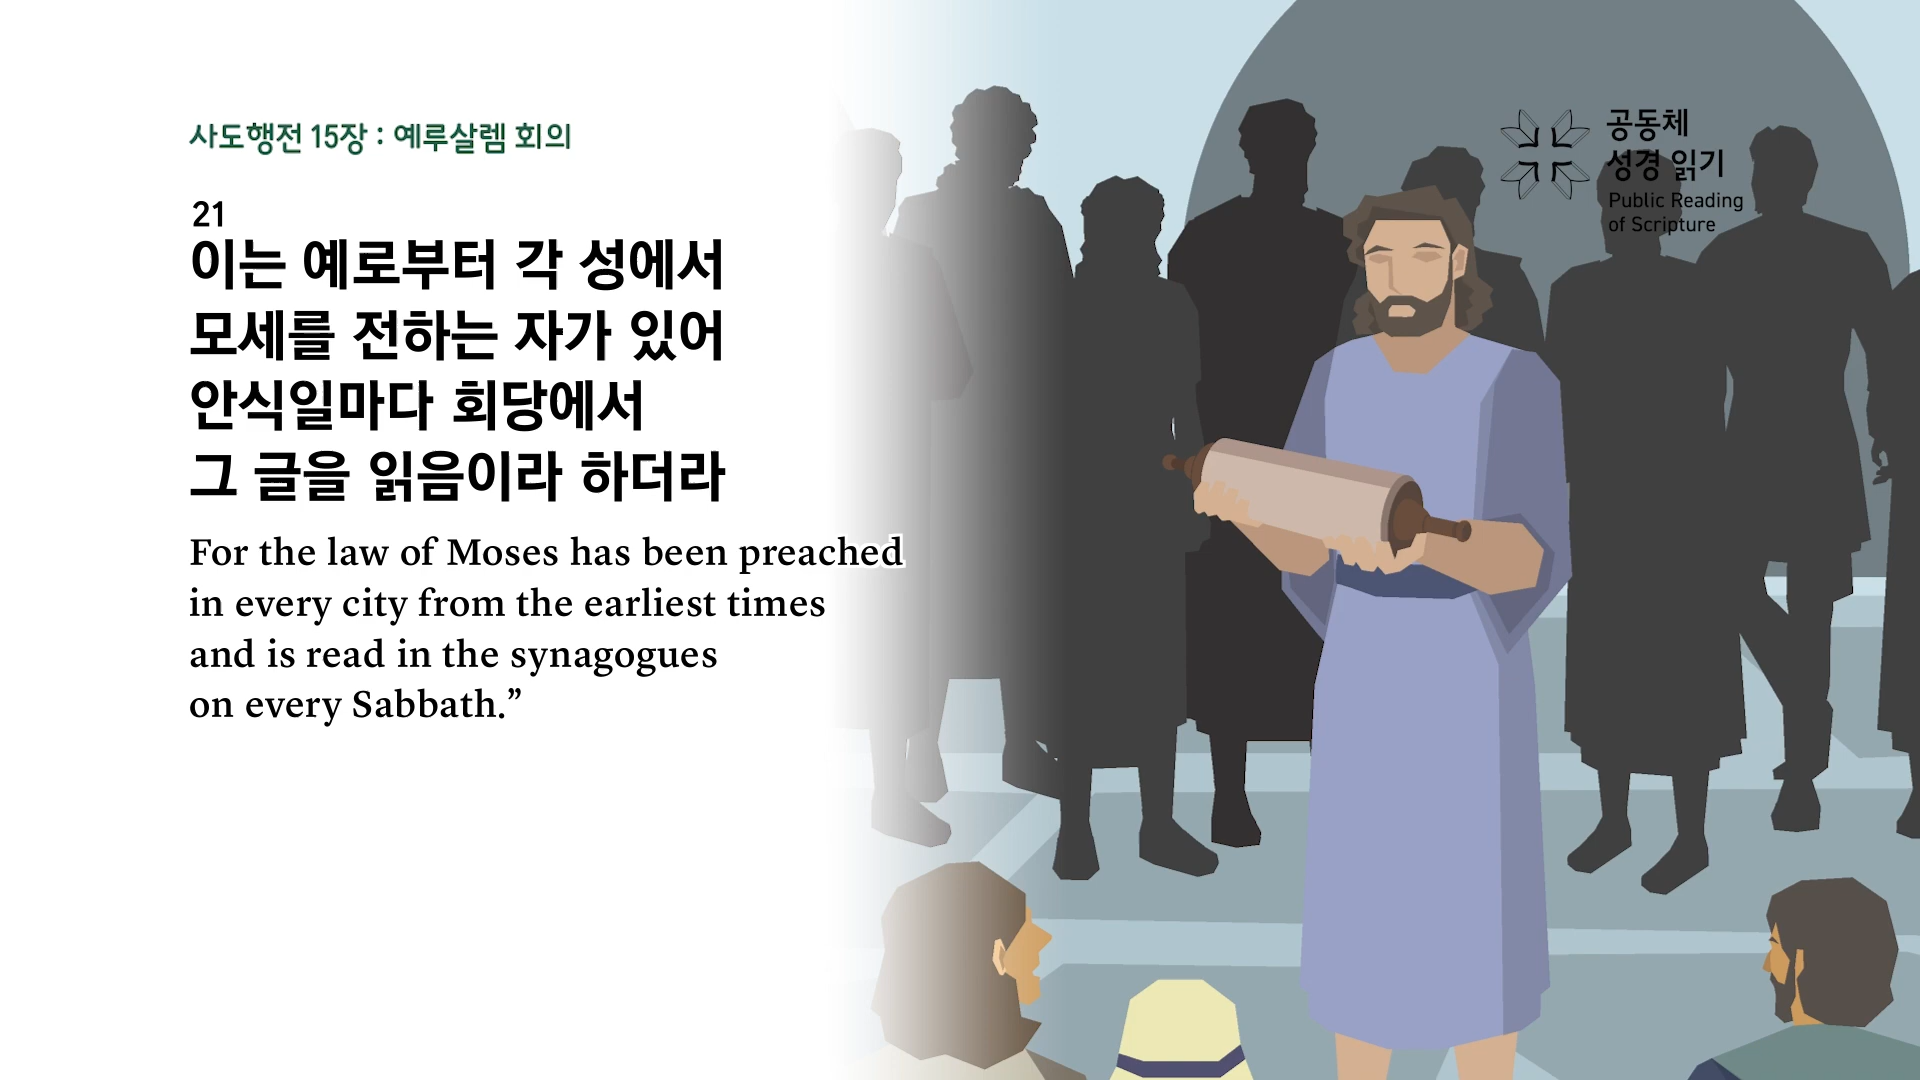 사도행전 15장 : 예루살렘 회의
21
이는 예로부터 각 성에서
모세를 전하는 자가 있어
안식일마다 회당에서
그 글을 읽음이라 하더라
For the law of Moses has been preached
in every city from the earliest times
and is read in the synagogues
on every Sabbath.”
공동체
성경 읽기
Public Reading
of Scripture